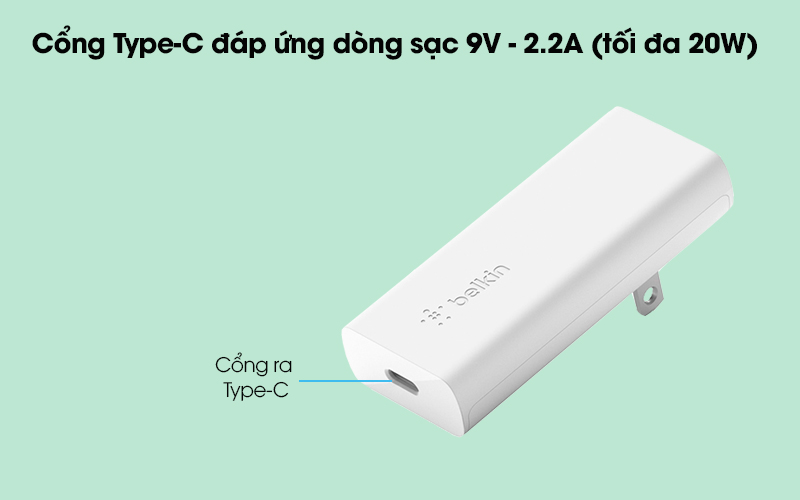 Cổng Type-C đáp ứng dòng sạc 9V - 2.2A (tối đa 20W)
belkin
Cổng ra
Type-C